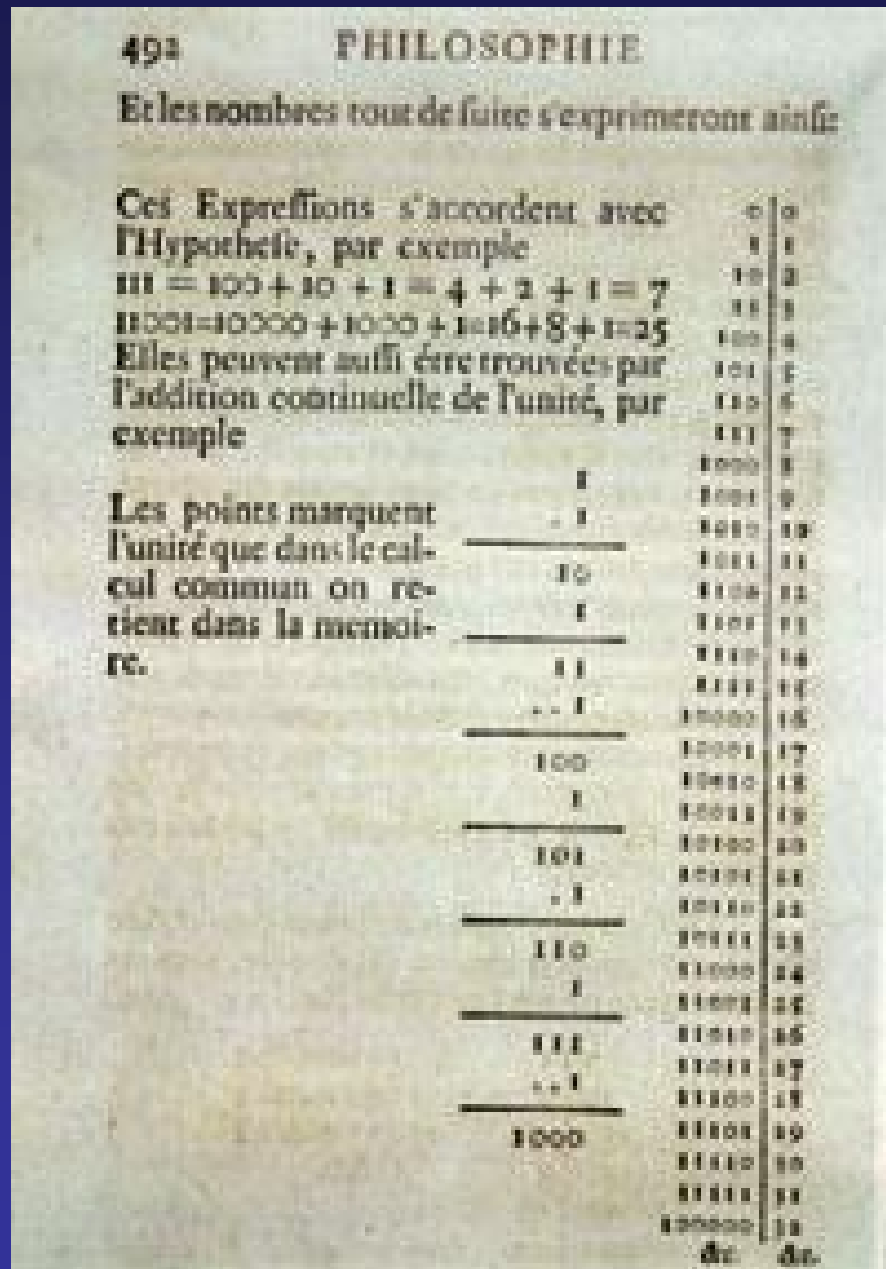 492 PHILOSOPHIE
Et les nombres tout de ſuite s'exprimeront ainſi:
Ces Expreſſions s'accordent avec
l'Hypotheſe, par exemple
111 = 100 + 10 + 1 = 4 + 2 + 1 = 7
11001=10000+1000+1=16+8+1=25
Elles peuvent auſſi être trouvées par
l'addition continuelle de l'unité, par
exemple
Les points marquent
l'unité que dans le cal-
cul commun on re-
tient dans la memoi-
re.
1
. 1
10
1
11
. . 1
100
1
101
. 1
110
1
111
. . 1
1000
0 | 0
1 | 1
10 | 2
11 | 3
100 | 4
101 | 5
110 | 6
111 | 7
1000 | 8
1001 | 9
1010 | 10
1011 | 11
1100 | 12
1101 | 13
1110 | 14
1111 | 15
10000 | 16
10001 | 17
10010 | 18
10011 | 19
10100 | 20
10101 | 21
10110 | 22
10111 | 23
11000 | 24
11001 | 25
11010 | 26
11011 | 27
11100 | 28
11101 | 29
11110 | 30
11111 | 31
100000 | 32
&c. &c.